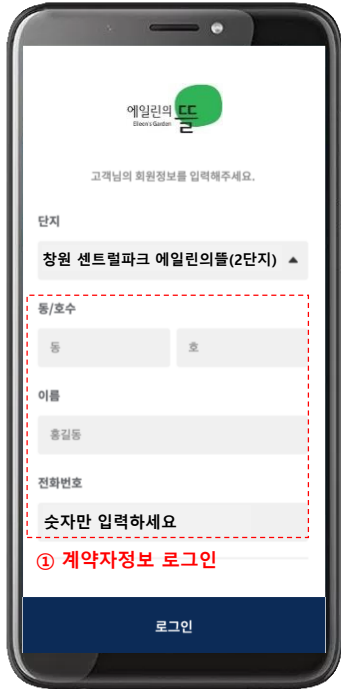 에일린의 뜰
Eileen's Garden
고객님의 회원정보를 입력해주세요.
단지
창원 센트럴파크 에일린의뜰(2단지)
동/호수
동 호
이름
홍길동
전화번호
숫자만 입력하세요
① 계약자정보 로그인
로그인